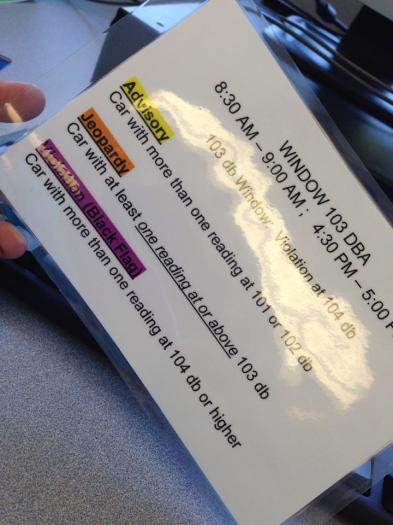 WINDOW 103 DBA
8:30 AM – 9:00 AM ; 4:30 PM – 5:00 P
103 db Window: Violation at 104 db
Advisory
Car with more than one reading at 101 or 102 db
Jeopardy
Car with at least one reading at or above 103 db
Violation (Black Flag)
Car with more than one reading at 104 db or higher